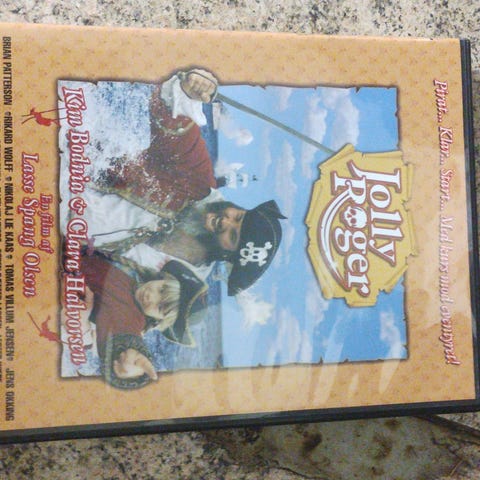 Pirat... Klar... Start... Med kurs mod eventyret!
Jolly
Roger
Kim Bodnia & Clara Halvorsen
En film af
Lasse Spang Olsen
BRIAN PATTERSON RIKARD WOLFF NIKOLAJ LIE KAAS TOMAS VILLUM JENSEN JENS OKKING